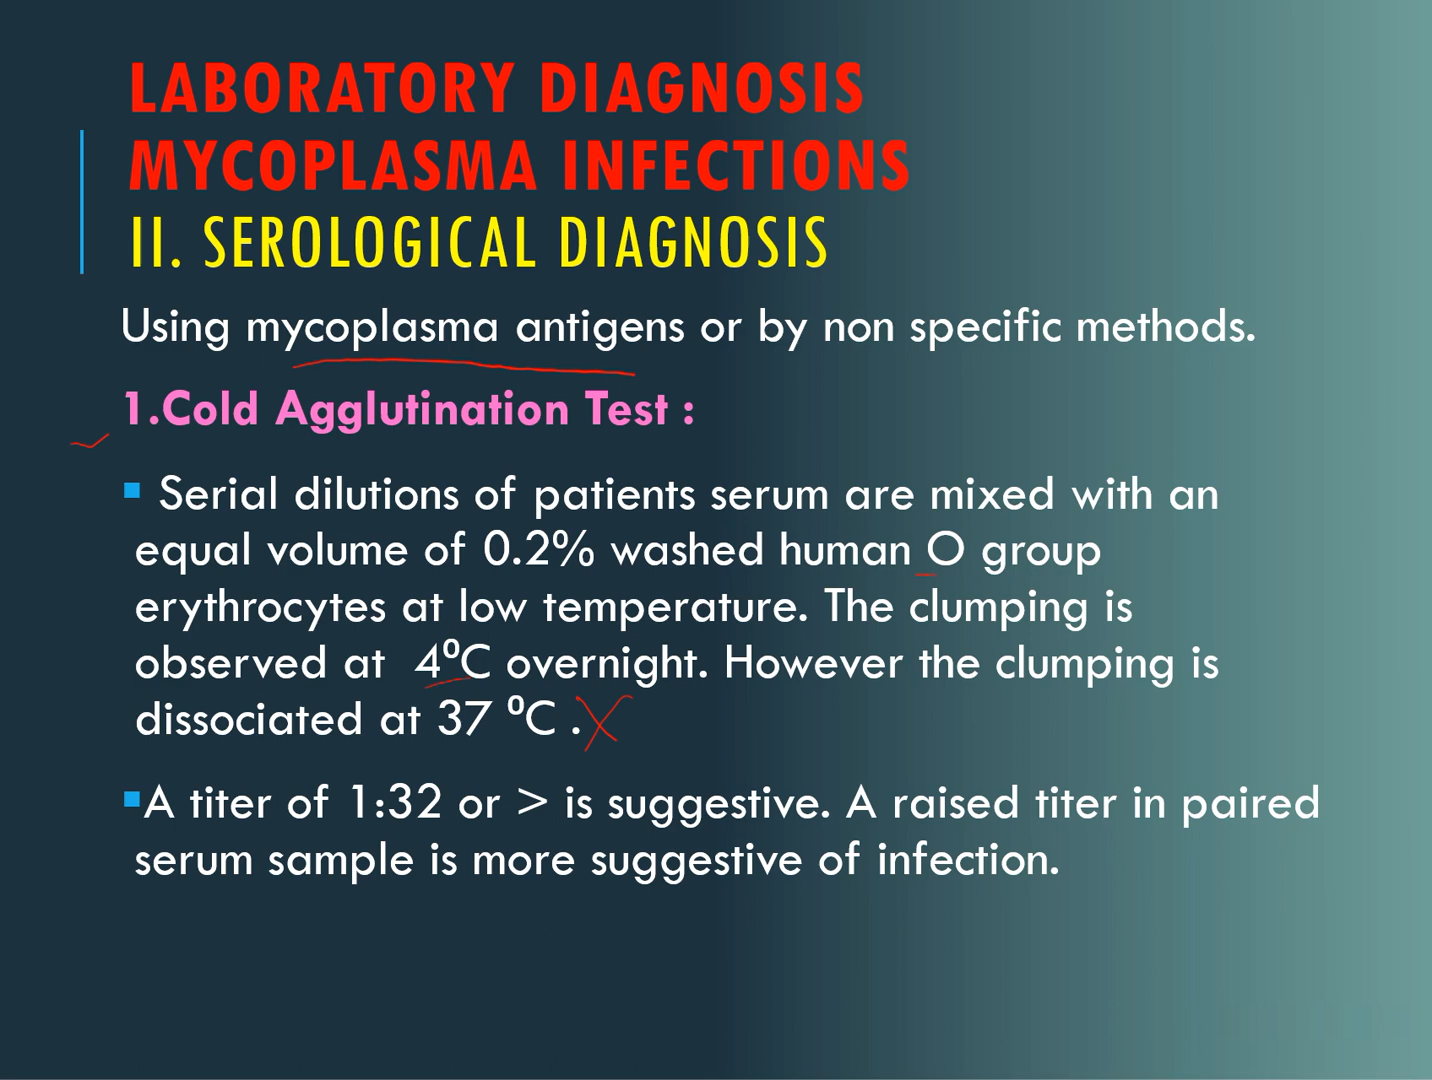 LABORATORY DIAGNOSIS
MYCOPLASMA INFECTIONS
II. SEROLOGICAL DIAGNOSIS
Using mycoplasma antigens or by non specific methods.
1.Cold Agglutination Test :
▪ Serial dilutions of patients serum are mixed with an
equal volume of 0.2% washed human O group
erythrocytes at low temperature. The clumping is
observed at 4⁰C overnight. However the clumping is
dissociated at 37 ⁰C .
▪A titer of 1:32 or > is suggestive. A raised titer in paired
serum sample is more suggestive of infection.